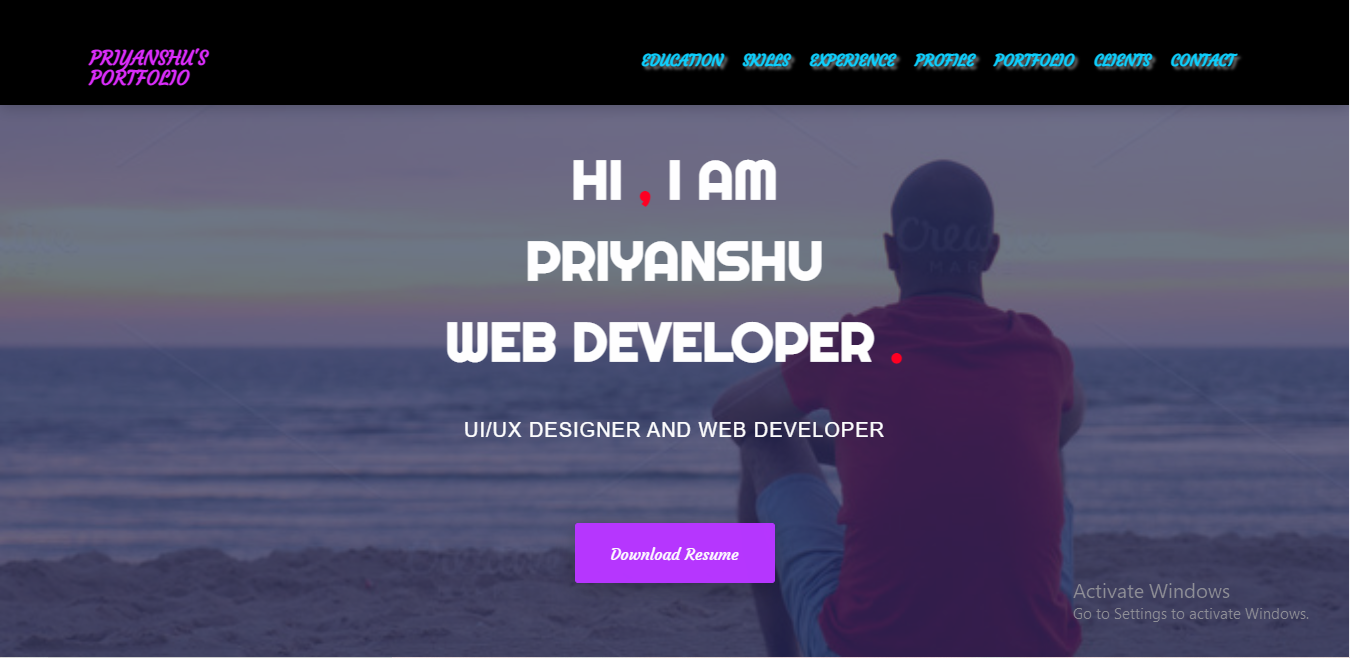 PRIYANSHU'S
PORTFOLIO
EDUCATION SKILLS EXPERIENCE PROFILE PORTFOLIO CLIENTS CONTACT
HI , I AM
PRIYANSHU
WEB DEVELOPER .
UI/UX DESIGNER AND WEB DEVELOPER
Download Resume
Activate Windows
Go to Settings to activate Windows.